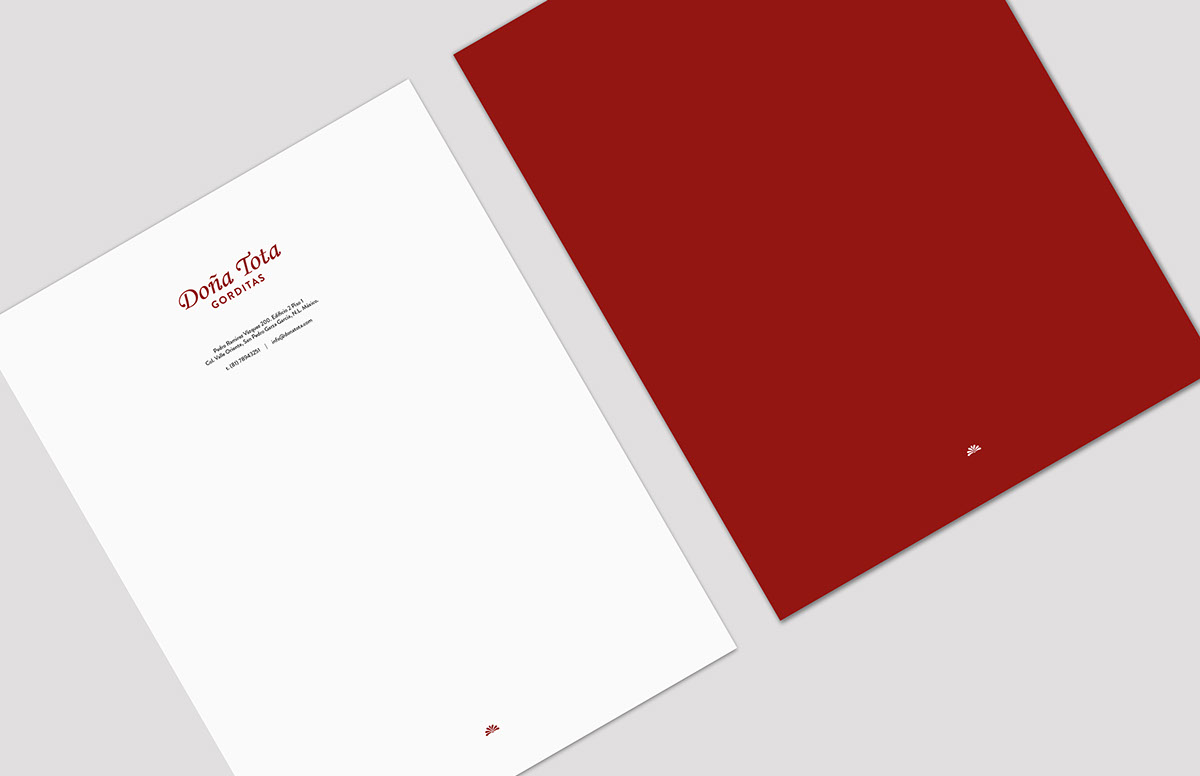 Doña Tota
GORDITAS
Pedro Ramírez Vázquez 200, Edificio 2 Piso 1
Col. Valle Oriente, San Pedro Garza García, N.L. México.
t. (81) 78943251 | info@donatota.com